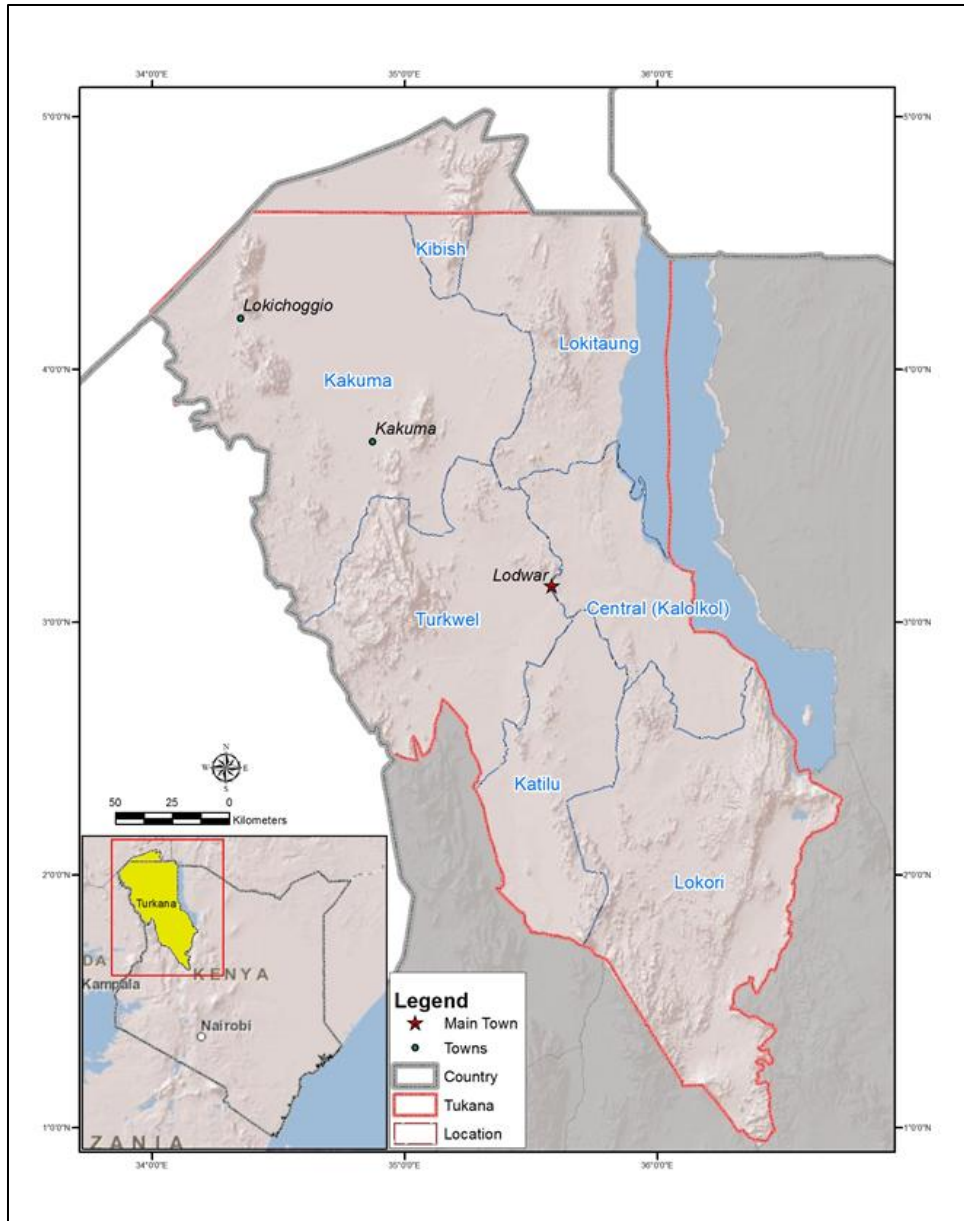 34°0'0"E
35°0'0"E
36°0'0"E
5°0'0"N
5°0'0"N
Kibish
Lokichoggio
Lokitaung
4°0'0"N
4°0'0"N
Kakuma
Kakuma
Lodwar
Central (Kalolkol)
Turkwel
3°0'0"N
3°0'0"N
N
W
E
S
50
25
0
Kilometers
Katilu
Lokori
2°0'0"N
2°0'0"N
Turkana
DA
KENYA
Kampala
Nairobi
ZANIA
Legend
Main Town
Towns
Country
Tukana
Location
1°0'0"N
1°0'0"N
34°0'0"E
35°0'0"E
36°0'0"E